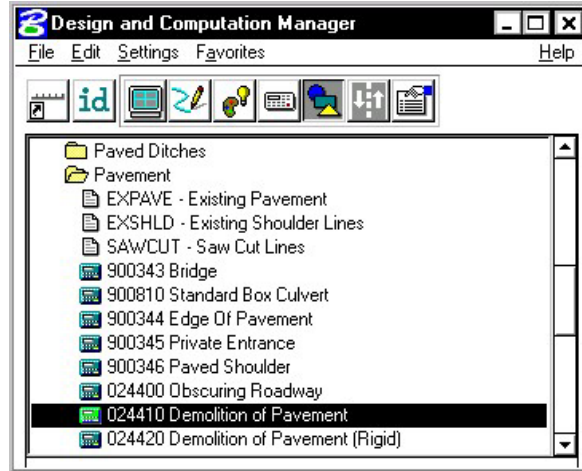 Design and Computation Manager
File Edit Settings Favorites Help
id
Paved Ditches
Pavement
EXPAVE - Existing Pavement
EXSHLD - Existing Shoulder Lines
SAWCUT - Saw Cut Lines
900343 Bridge
900810 Standard Box Culvert
900344 Edge Of Pavement
900345 Private Entrance
900346 Paved Shoulder
024400 Obscuring Roadway
024410 Demolition of Pavement
024420 Demolition of Pavement (Rigid)